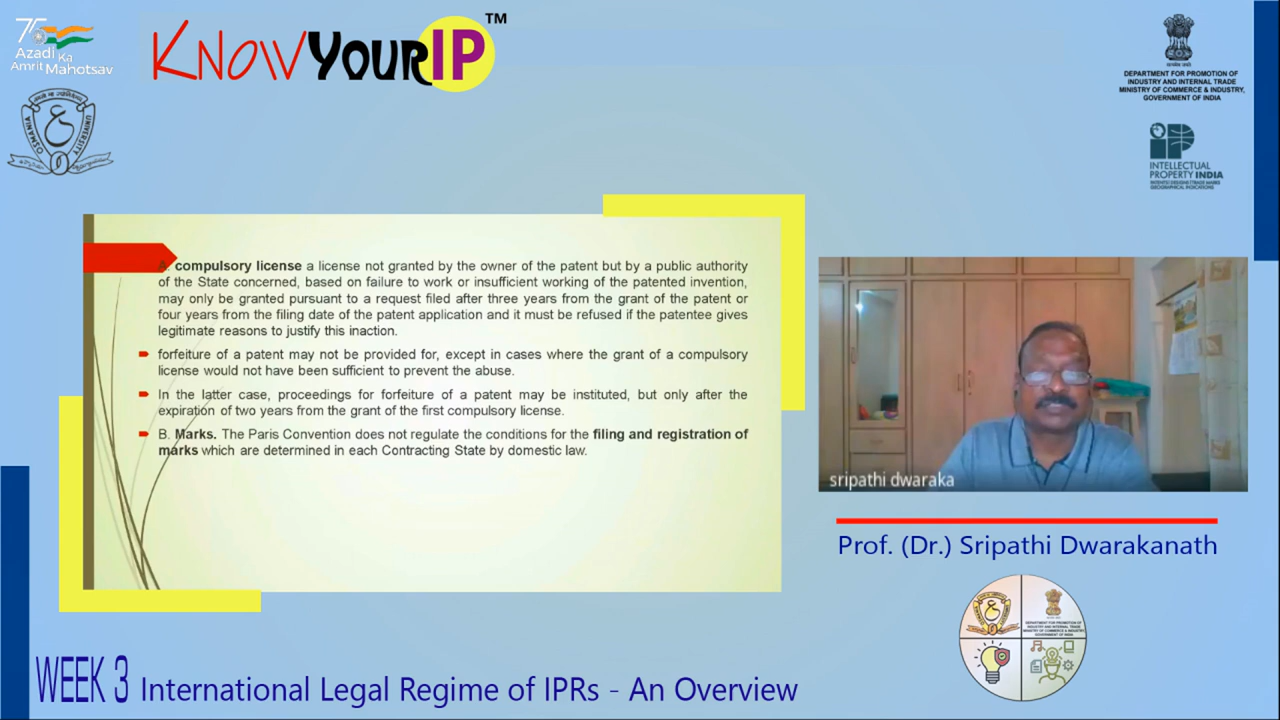 75
Azadi Ka
Amrit Mahotsav
KNOWYOURIP™
OSMANIA UNIVERSITY
DEPARTMENT FOR PROMOTION OF
INDUSTRY AND INTERNAL TRADE
MINISTRY OF COMMERCE & INDUSTRY,
GOVERNMENT OF INDIA
iP
INTELLECTUAL
PROPERTY INDIA
A. compulsory license a license not granted by the owner of the patent but by a public authority
of the State concerned, based on failure to work or insufficient working of the patented invention,
may only be granted pursuant to a request filed after three years from the grant of the patent or
four years from the filing date of the patent application and it must be refused if the patentee gives
legitimate reasons to justify this inaction.
forfeiture of a patent may not be provided for, except in cases where the grant of a compulsory
license would not have been sufficient to prevent the abuse.
In the latter case, proceedings for forfeiture of a patent may be instituted, but only after the
expiration of two years from the grant of the first compulsory license.
B. Marks. The Paris Convention does not regulate the conditions for the filing and registration of
marks which are determined in each Contracting State by domestic law.
sripathi dwaraka
Prof. (Dr.) Sripathi Dwarakanath
WEEK 3 International Legal Regime of IPRs - An Overview